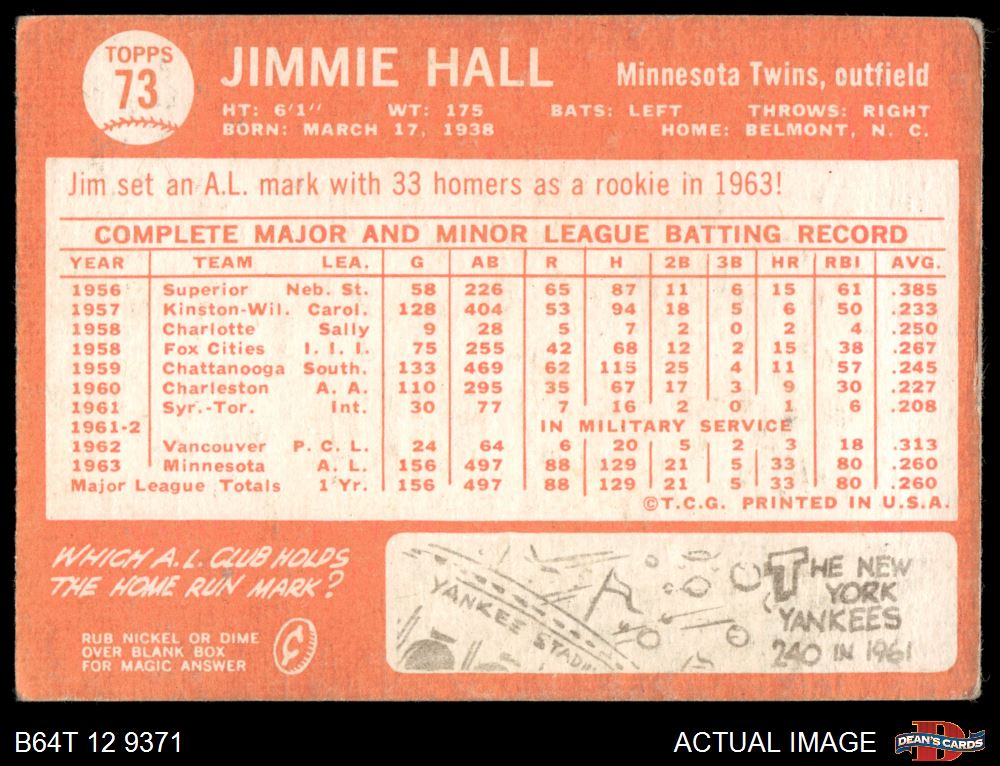 TOPPS
73
JIMMIE HALL
Minnesota Twins, outfield
HT: 6'1" WT: 175 BATS: LEFT THROWS: RIGHT
BORN: MARCH 17, 1938 HOME: BELMONT, N. C.
Jim set an A.L. mark with 33 homers as a rookie in 1963!
COMPLETE MAJOR AND MINOR LEAGUE BATTING RECORD
YEAR TEAM LEA. G AB R H 2B 3B HR RBI AVG.
1956 Superior Neb. St. 58 226 65 87 11 6 15 61 .385
1957 Kinston-Wil. Carol. 128 404 53 94 18 5 6 50 .233
1958 Charlotte Sally 9 28 5 7 2 0 2 4 .250
1958 Fox Cities I. I. I. 75 255 42 68 12 2 15 38 .267
1959 Chattanooga South. 133 469 62 115 25 4 11 57 .245
1960 Charleston A. A. 110 295 35 67 17 3 9 30 .227
1961 Syr.-Tor. Int. 30 77 7 16 2 0 1 6 .208
1961-2 IN MILITARY SERVICE
1962 Vancouver P. C. L. 24 64 6 20 5 2 3 18 .313
1963 Minnesota A. L. 156 497 88 129 21 5 33 80 .260
Major League Totals 1 Yr. 156 497 88 129 21 5 33 80 .260
©T.C.G. PRINTED IN U.S.A.
WHICH A.L. CLUB HOLDS
THE HOME RUN MARK?
RUB NICKEL OR DIME
OVER BLANK BOX
FOR MAGIC ANSWER
YANKEE STADIU
THE NEW
YORK
YANKEES
240 IN 1961
B64T 12 9371
ACTUAL IMAGE
DEAN'S CARDS